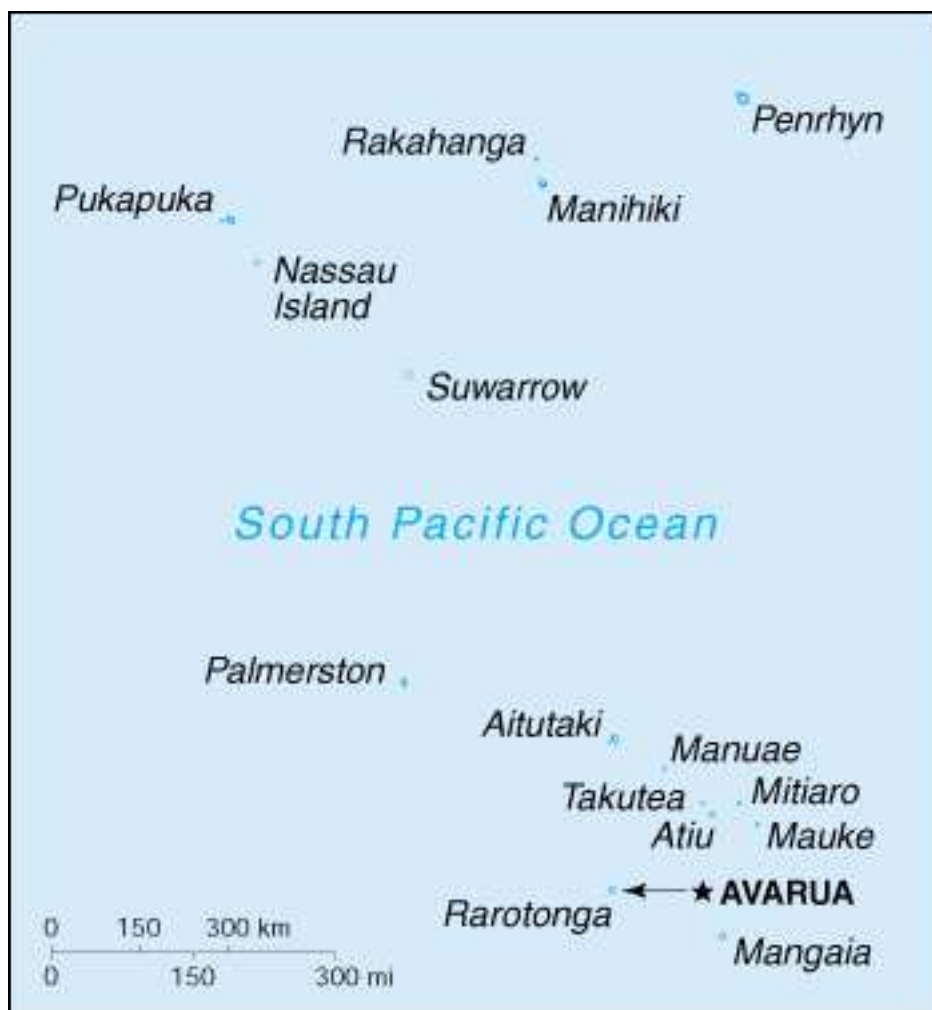 Penrhyn
Rakahanga
Pukapuka
Manihiki
Nassau
Island
Suwarrow
South Pacific Ocean
Palmerston
Aitutaki
Manuae
Takutea
Mitiaro
Atiu
Mauke
AVARUA
Rarotonga
Mangaia
0 150 300 km
0 150 300 mi